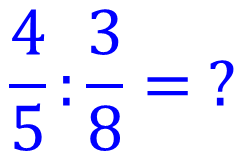 4/5 : 3/8 = ?